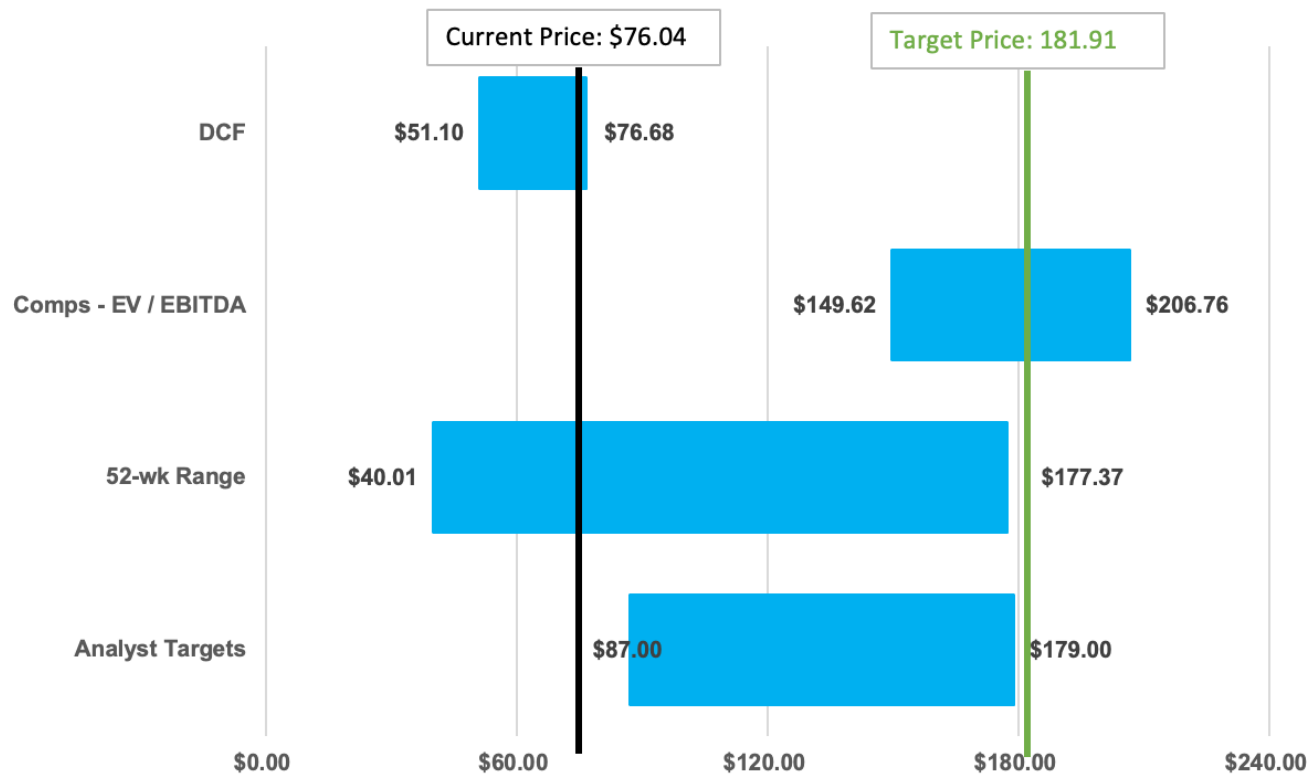 Current Price: $76.04
Target Price: 181.91
DCF
$51.10
$76.68
Comps - EV / EBITDA
$149.62
$206.76
52-wk Range
$40.01
$177.37
Analyst Targets
$87.00
$179.00
$0.00
$60.00
$120.00
$180.00
$240.00